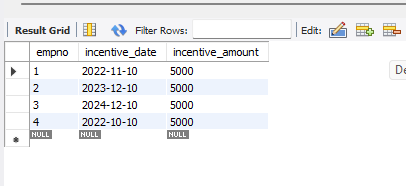 Result Grid Filter Rows: Edit:
empno incentive_date incentive_amount
1 2022-11-10 5000
2 2023-12-10 5000
3 2024-12-10 5000
4 2022-10-10 5000
NULL NULL NULL
De